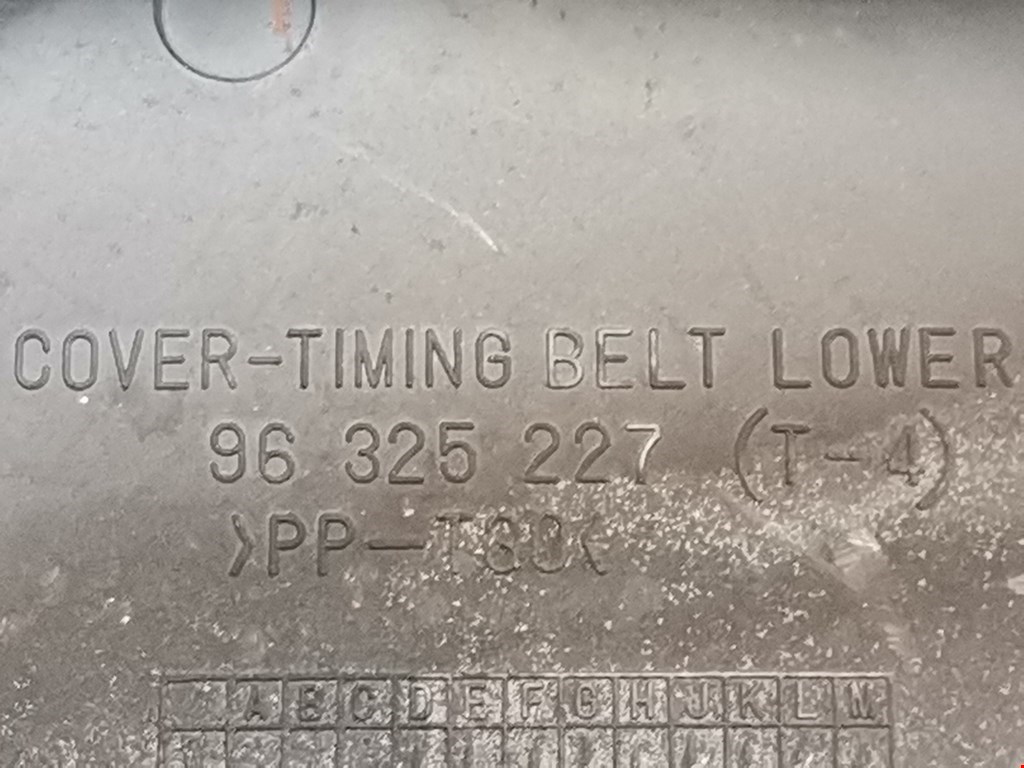 COVER-TIMING BELT LOWER
96 325 227 (T-4)
>PP-T30<
A B C D E F G H J K L M